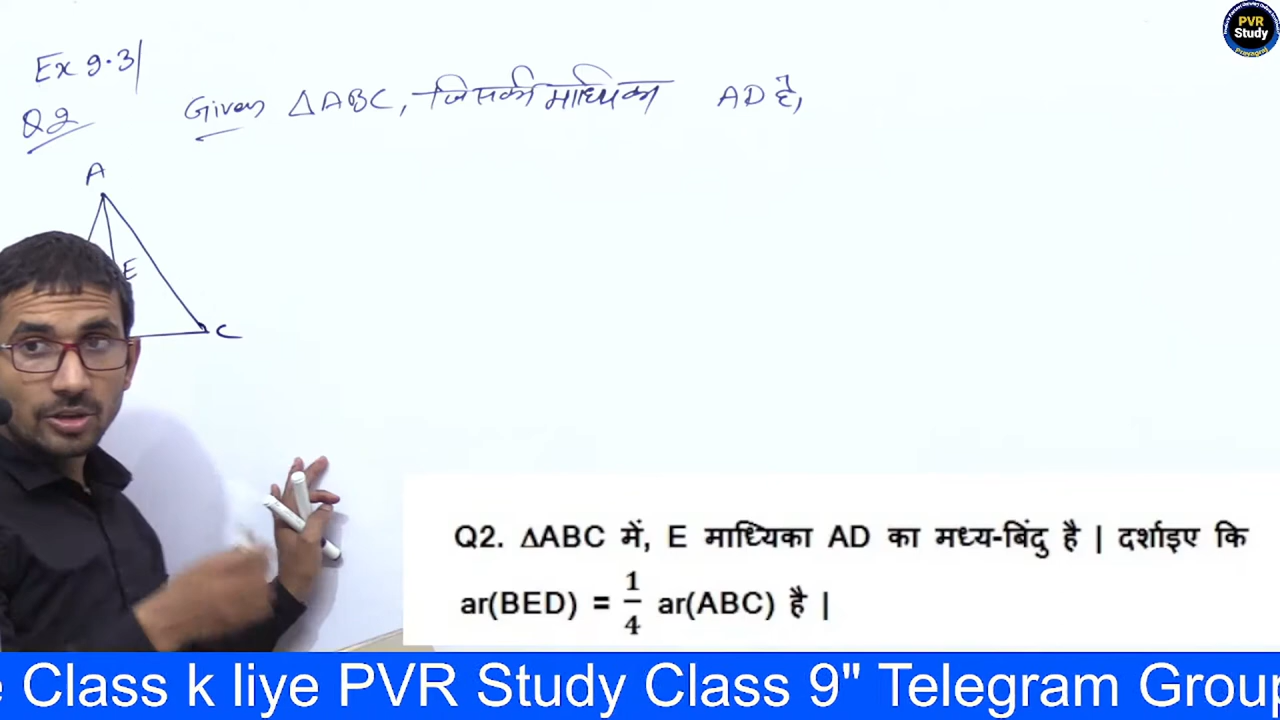 PVR
Study
Prayagraj
Ex 9.3
Q2 Given △ABC, जिसकी माध्यिका AD है,
A
E
C
Q2. ∆ABC में, E माध्यिका AD का मध्य-बिंदु है | दर्शाइए कि
ar(BED) = 1/4 ar(ABC) है |
e Class k liye PVR Study Class 9" Telegram Group